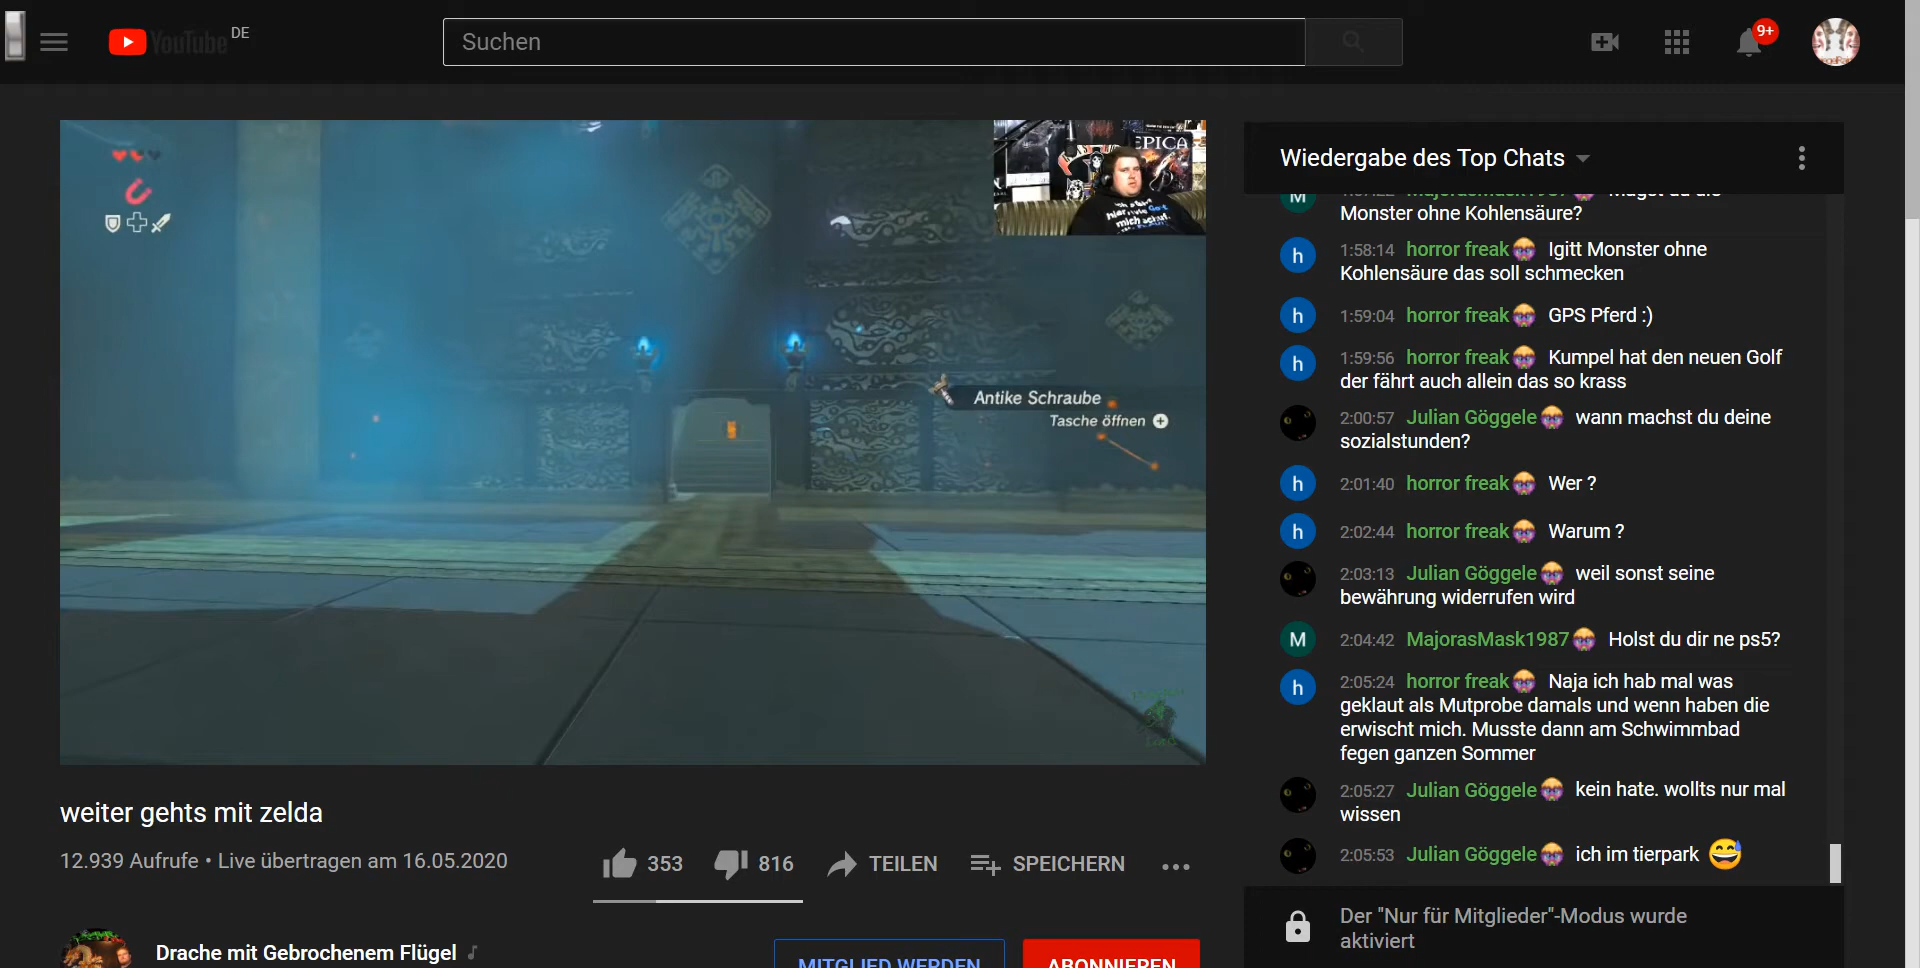 YouTube DE
Suchen
9+
EPICA
Antike Schraube
Tasche öffnen
weiter gehts mit zelda
12.939 Aufrufe • Live übertragen am 16.05.2020
353 816 TEILEN SPEICHERN
Drache mit Gebrochenem Flügel
MITGLIED WERDEN ABONNIEREN
Wiedergabe des Top Chats
M
Monster ohne Kohlensäure?
h 1:58:14 horror freak Igitt Monster ohne
Kohlensäure das soll schmecken
h 1:59:04 horror freak GPS Pferd :)
h 1:59:56 horror freak Kumpel hat den neuen Golf
der fährt auch allein das so krass
2:00:57 Julian Göggele wann machst du deine
sozialstunden?
h 2:01:40 horror freak Wer ?
h 2:02:44 horror freak Warum ?
2:03:13 Julian Göggele weil sonst seine
bewährung widerrufen wird
M 2:04:42 MajorasMask1987 Holst du dir ne ps5?
h 2:05:24 horror freak Naja ich hab mal was
geklaut als Mutprobe damals und wenn haben die
erwischt mich. Musste dann am Schwimmbad
fegen ganzen Sommer
2:05:27 Julian Göggele kein hate. wollts nur mal
wissen
2:05:53 Julian Göggele ich im tierpark 😅
Der "Nur für Mitglieder"-Modus wurde
aktiviert